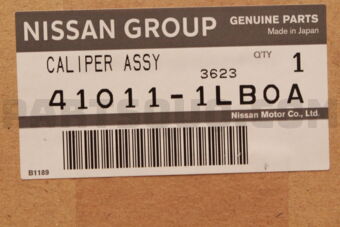 NISSAN GROUP
GENUINE PARTS
Made in Japan
CALIPER ASSY
Q'TY 1
3623
41011-1LB0A
Nissan Motor Co., Ltd.
B1189